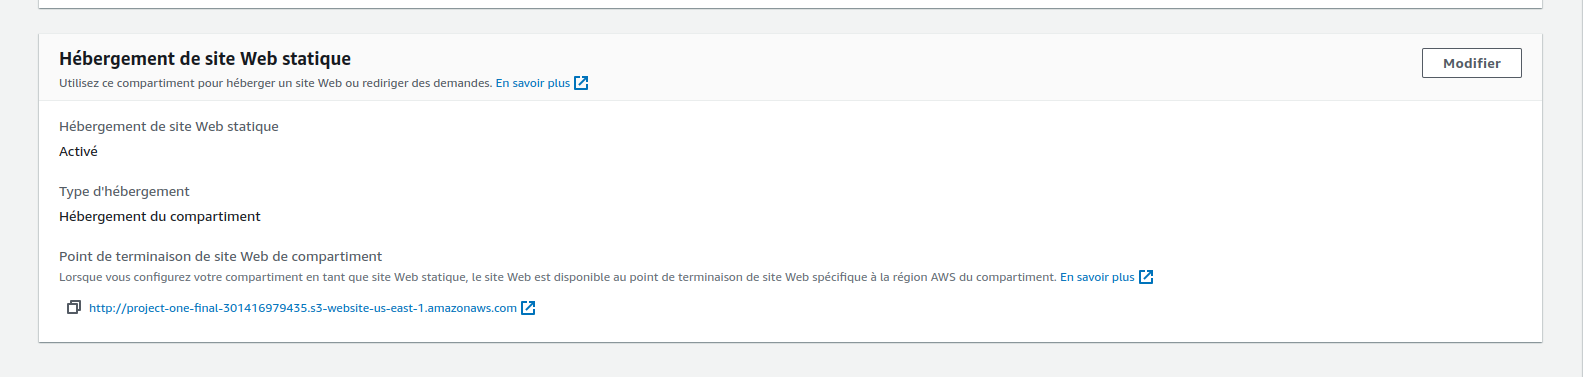 Hébergement de site Web statique
Modifier
Utilisez ce compartiment pour héberger un site Web ou rediriger des demandes. En savoir plus
Hébergement de site Web statique
Activé
Type d'hébergement
Hébergement du compartiment
Point de terminaison de site Web de compartiment
Lorsque vous configurez votre compartiment en tant que site Web statique, le site Web est disponible au point de terminaison de site Web spécifique à la région AWS du compartiment. En savoir plus
http://project-one-final-301416979435.s3-website-us-east-1.amazonaws.com